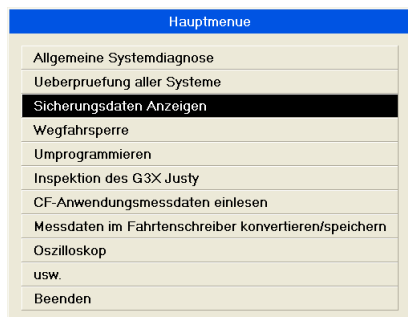 Hauptmenue
Allgemeine Systemdiagnose
Ueberpruefung aller Systeme
Sicherungsdaten Anzeigen
Wegfahrsperre
Umprogrammieren
Inspektion des G3X Justy
CF-Anwendungsmessdaten einlesen
Messdaten im Fahrtenschreiber konvertieren/speichern
Oszilloskop
usw.
Beenden